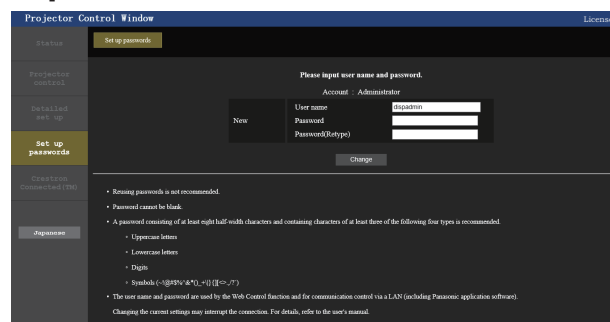 Projector Control Window
License
Status
Set up passwords
Projector
control
Detailed
set up
Set up
passwords
Crestron
Connected(TM)
Japanese
Please input user name and password.
Account : Administrator
New
User name
dispadmin
Password
Password(Retype)
Change
• Reusing passwords is not recommended.
• Password cannot be blank.
• A password consisting of at least eight half-width characters and containing characters of at least three of the following four types is recommended.
Uppercase letters
Lowercase letters
Digits
Symbols
• The user name and password are used by the Web Control function and for communication control via a LAN (including Panasonic application software).
Changing the current settings may interrupt the connection. For details, refer to the user's manual.